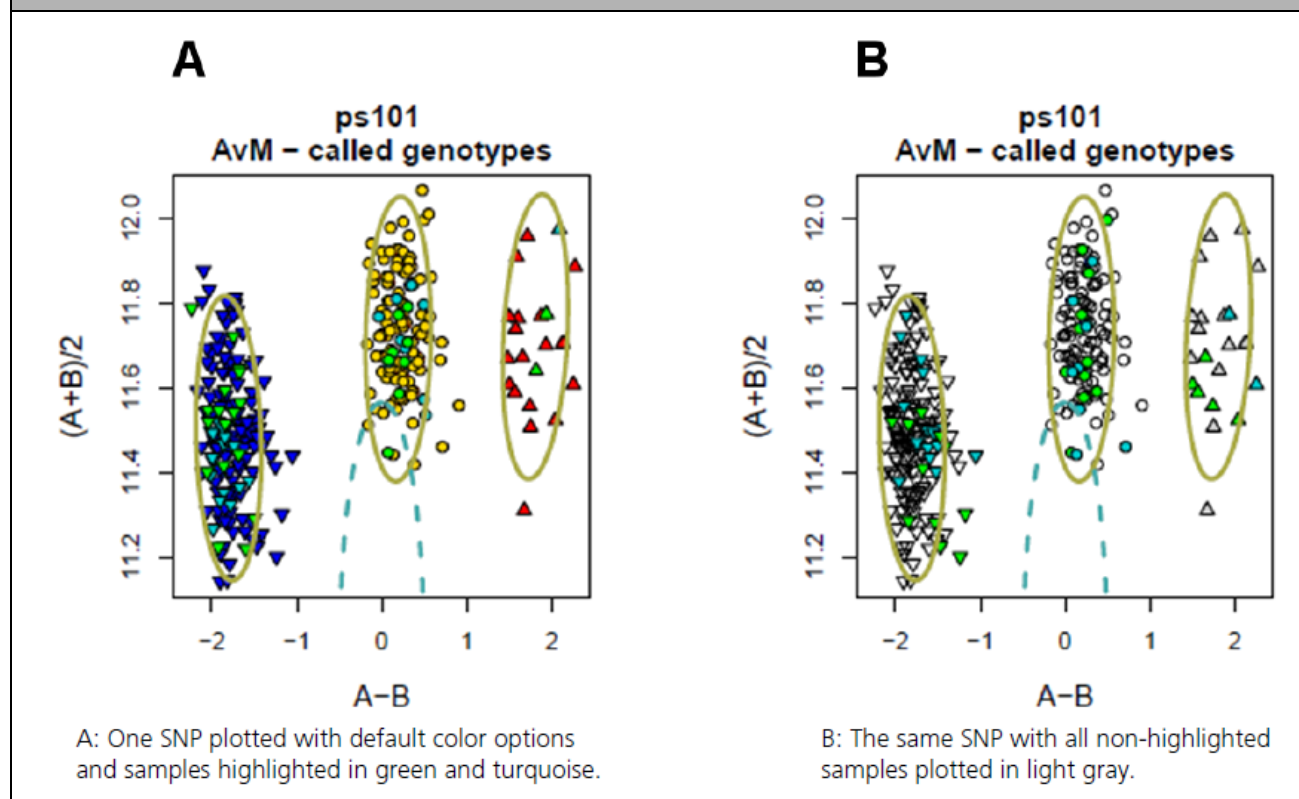 A
ps101
AvM − called genotypes
12.0
11.8
11.6
11.4
11.2
(A+B)/2
−2 −1 0 1 2
A−B
A: One SNP plotted with default color options
and samples highlighted in green and turquoise.
B
ps101
AvM − called genotypes
12.0
11.8
11.6
11.4
11.2
(A+B)/2
−2 −1 0 1 2
A−B
B: The same SNP with all non-highlighted
samples plotted in light gray.